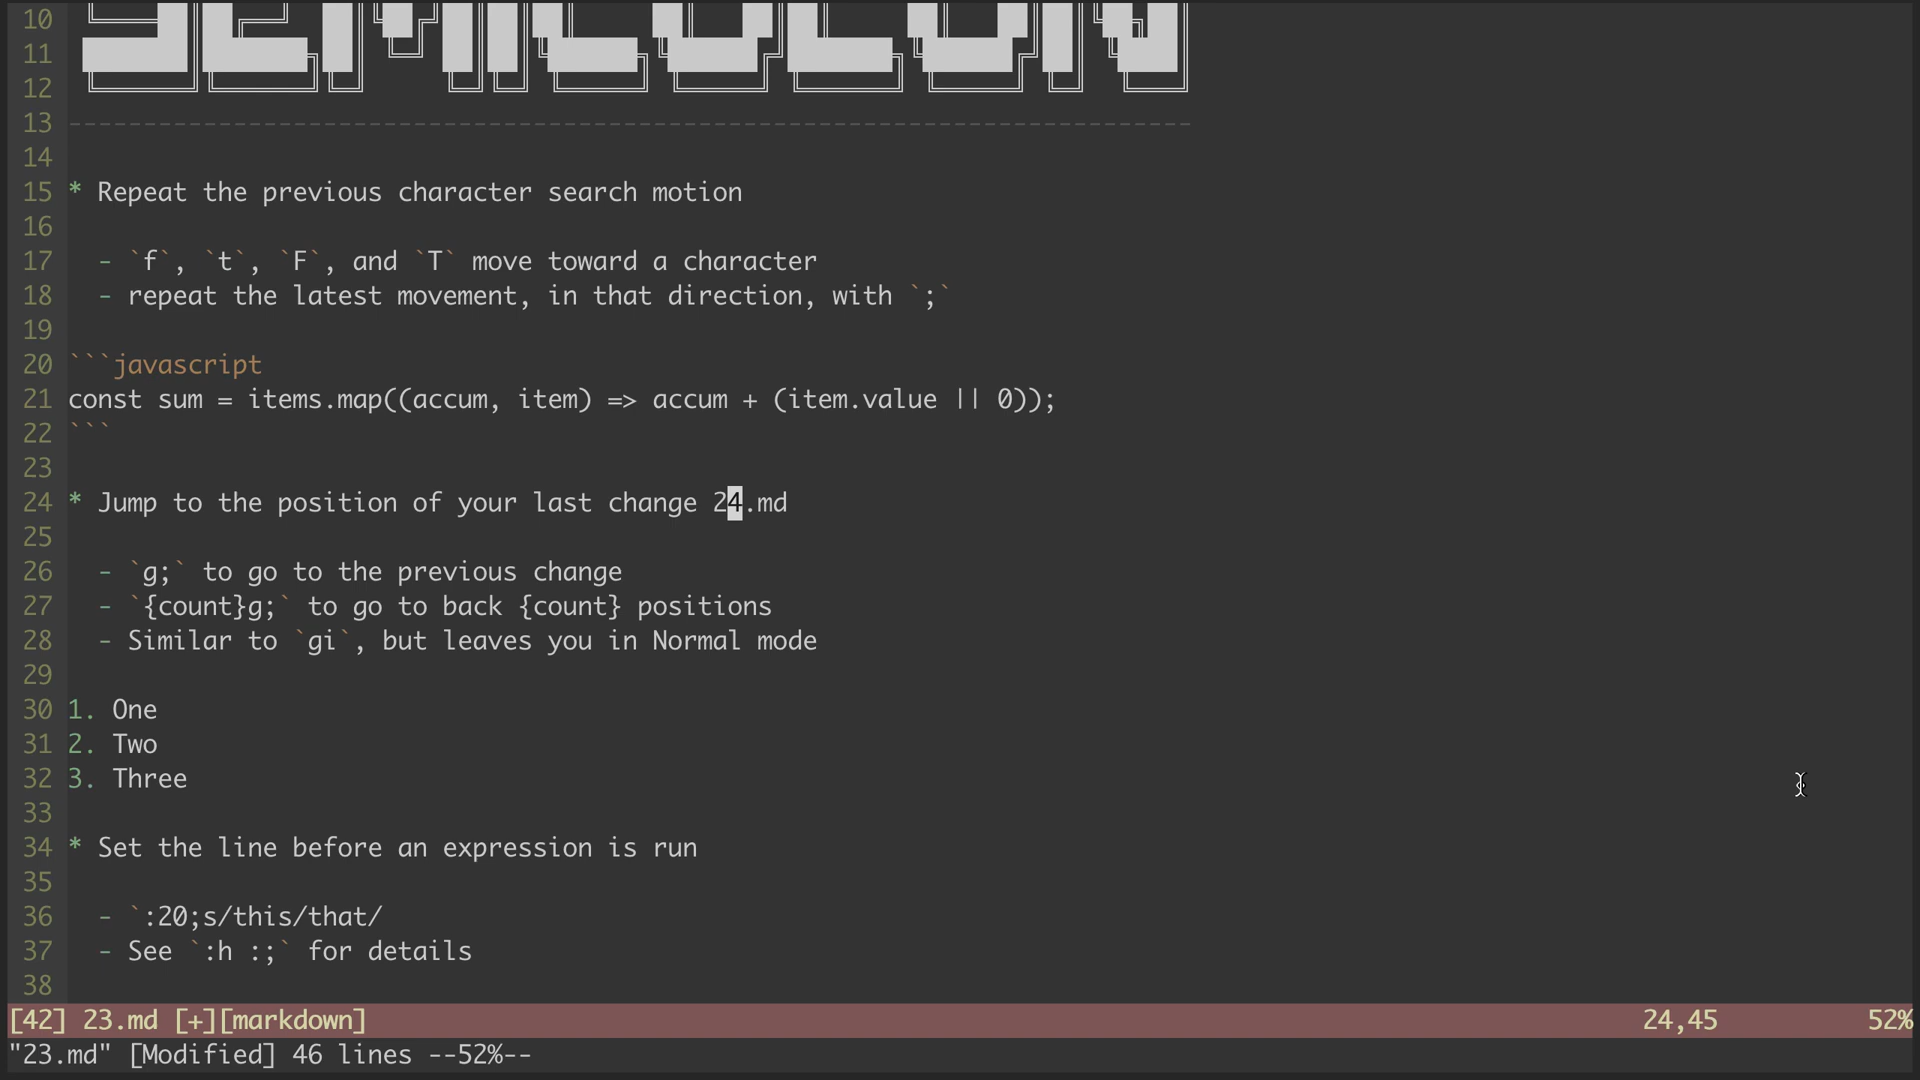 10
11
12
13 ---------------------------------------------------------------------------
14
15 * Repeat the previous character search motion
16
17   - `f`, `t`, `F`, and `T` move toward a character
18   - repeat the latest movement, in that direction, with `;`
19
20 ```javascript
21 const sum = items.map((accum, item) => accum + (item.value || 0));
22 ```
23
24 * Jump to the position of your last change 24.md
25
26   - `g;` to go to the previous change
27   - `{count}g;` to go to back {count} positions
28   - Similar to `gi`, but leaves you in Normal mode
29
30 1. One
31 2. Two
32 3. Three
33
34 * Set the line before an expression is run
35
36   - `:20;s/this/that/
37   - See `:h :;` for details
38
[42] 23.md [+][markdown] 24,45 52%
"23.md" [Modified] 46 lines --52%--